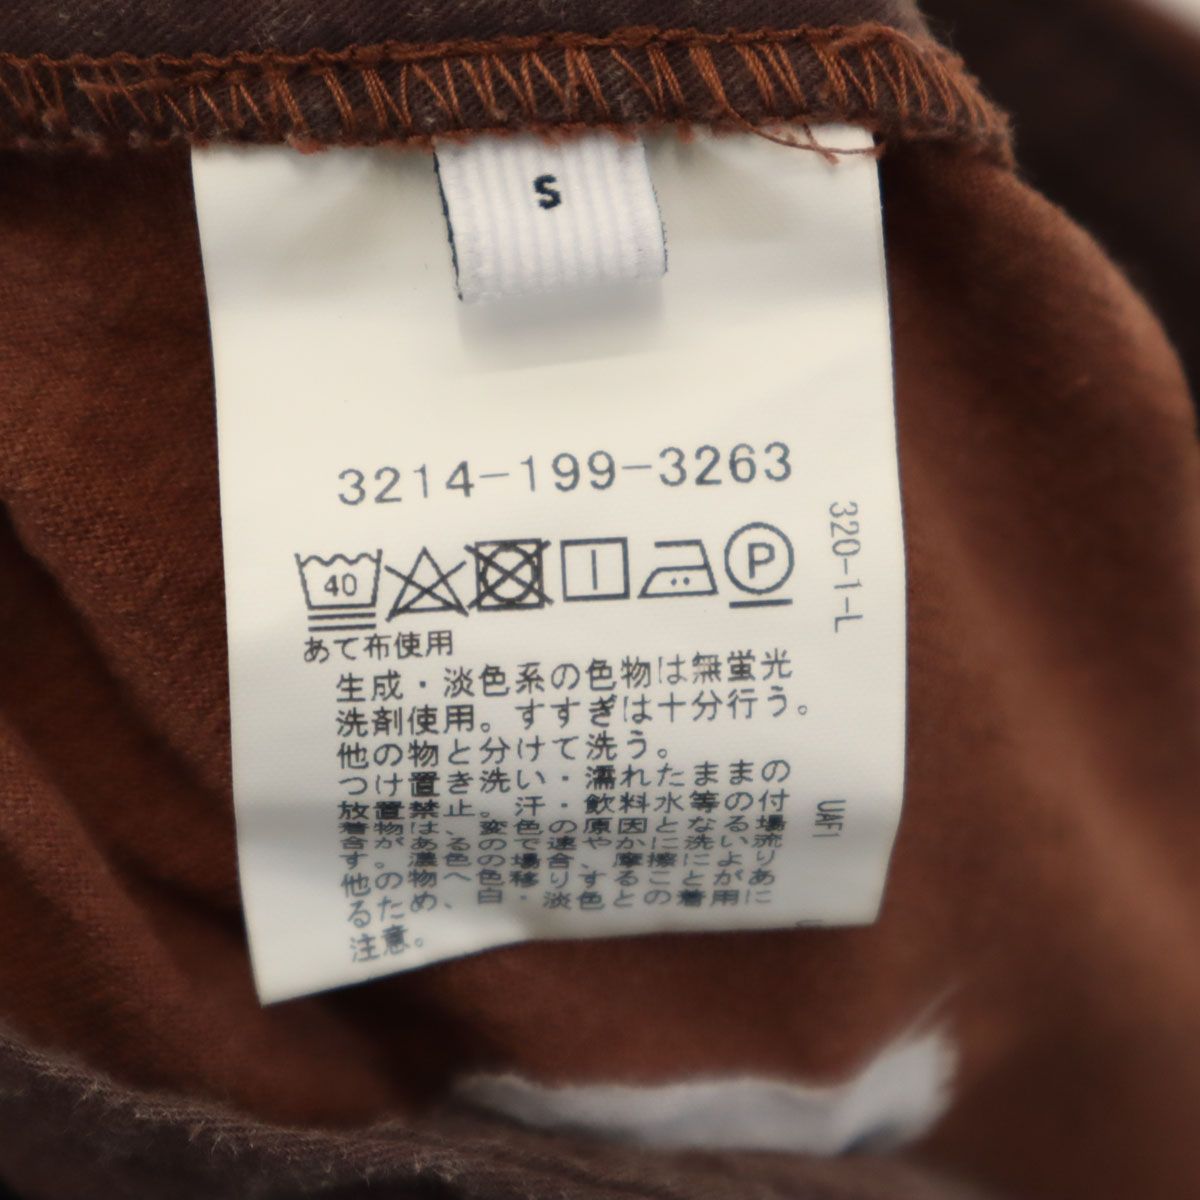 S
3214-199-3263
40
P
あて布使用
生成・淡色系の色物は無蛍光
洗剤使用。すすぎは十分行う。
他の物と分けて洗う。
つけ置き洗い・濡れたままの
放置禁止。汗・飲料水等の付
着物は、変色の原因となる場
合があるので速やかに洗い流
す。濃色の場合、摩擦により
他の物へ色移りすることがあ
るため、白・淡色との着用に
注意。
320-1-L
UAF1